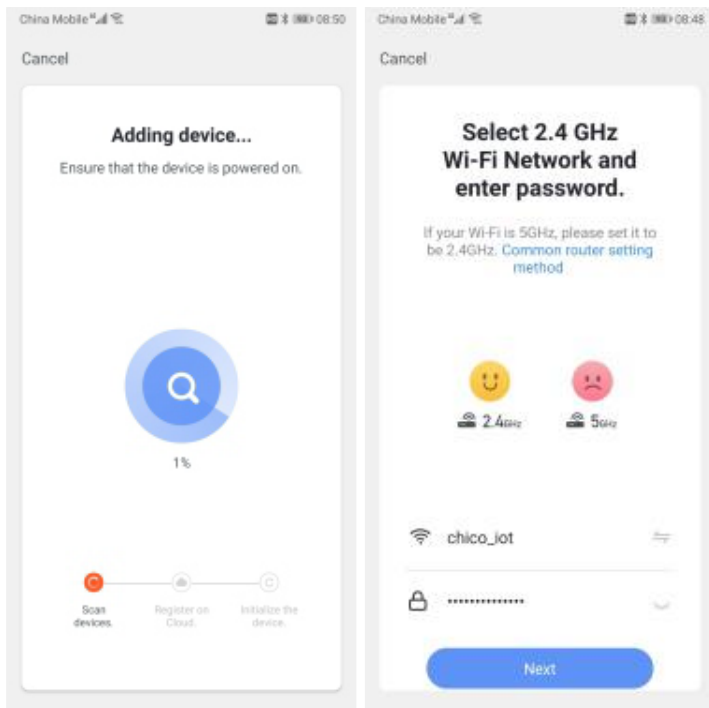 China Mobile
08:50
Cancel
Adding device...
Ensure that the device is powered on.
1%
Scan
devices.
Register on
Cloud.
Initialize the
device.
China Mobile
08:48
Cancel
Select 2.4 GHz
Wi-Fi Network and
enter password.
If your Wi-Fi is 5GHz, please set it to
be 2.4GHz. Common router setting
method
2.4GHz
5GHz
chico_iot
••••••••••••••
Next